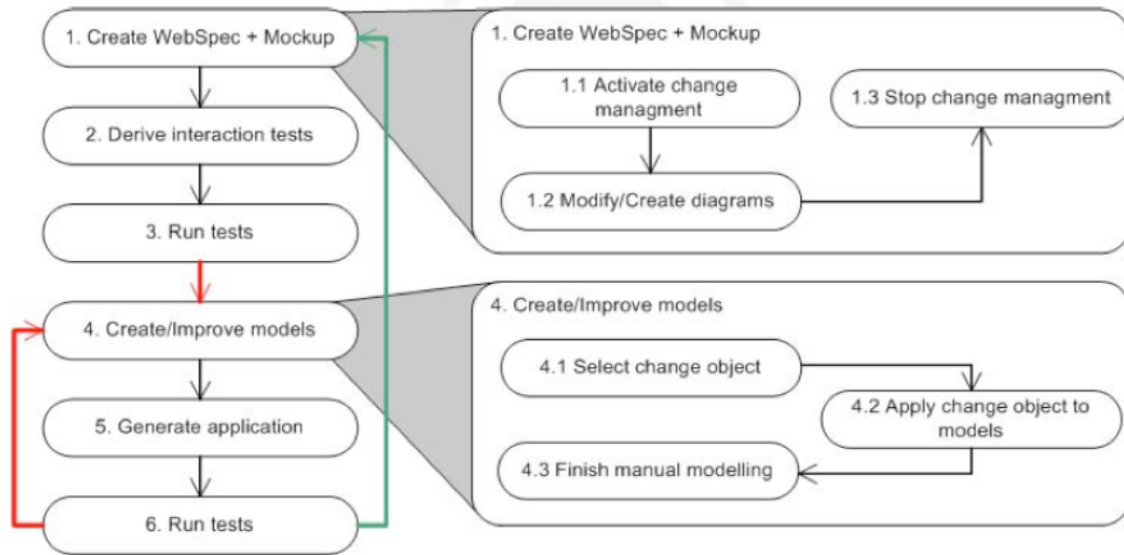 1. Create WebSpec + Mockup
2. Derive interaction tests
3. Run tests
4. Create/Improve models
5. Generate application
6. Run tests
1. Create WebSpec + Mockup
1.1 Activate change
managment
1.3 Stop change managment
1.2 Modify/Create diagrams
4. Create/Improve models
4.1 Select change object
4.2 Apply change object to
models
4.3 Finish manual modelling